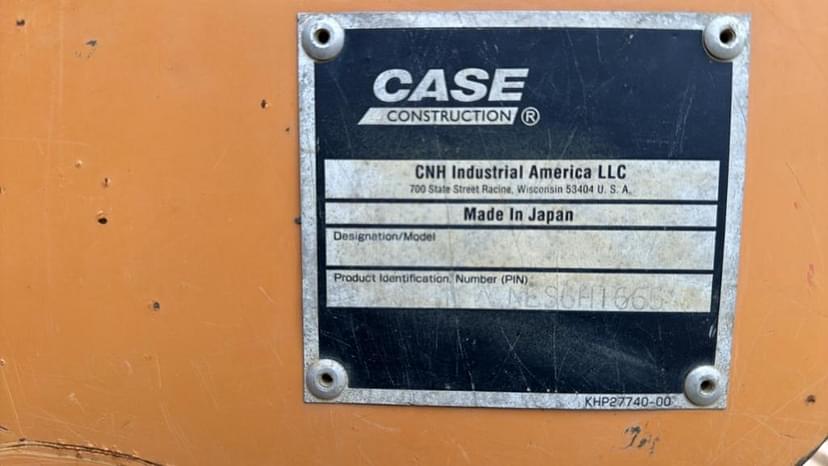 CASE
CONSTRUCTION ®
CNH Industrial America LLC
700 State Street Racine, Wisconsin 53404 U. S. A.
Made In Japan
Designation/Model
Product Identification Number (PIN)
KHP27740-00